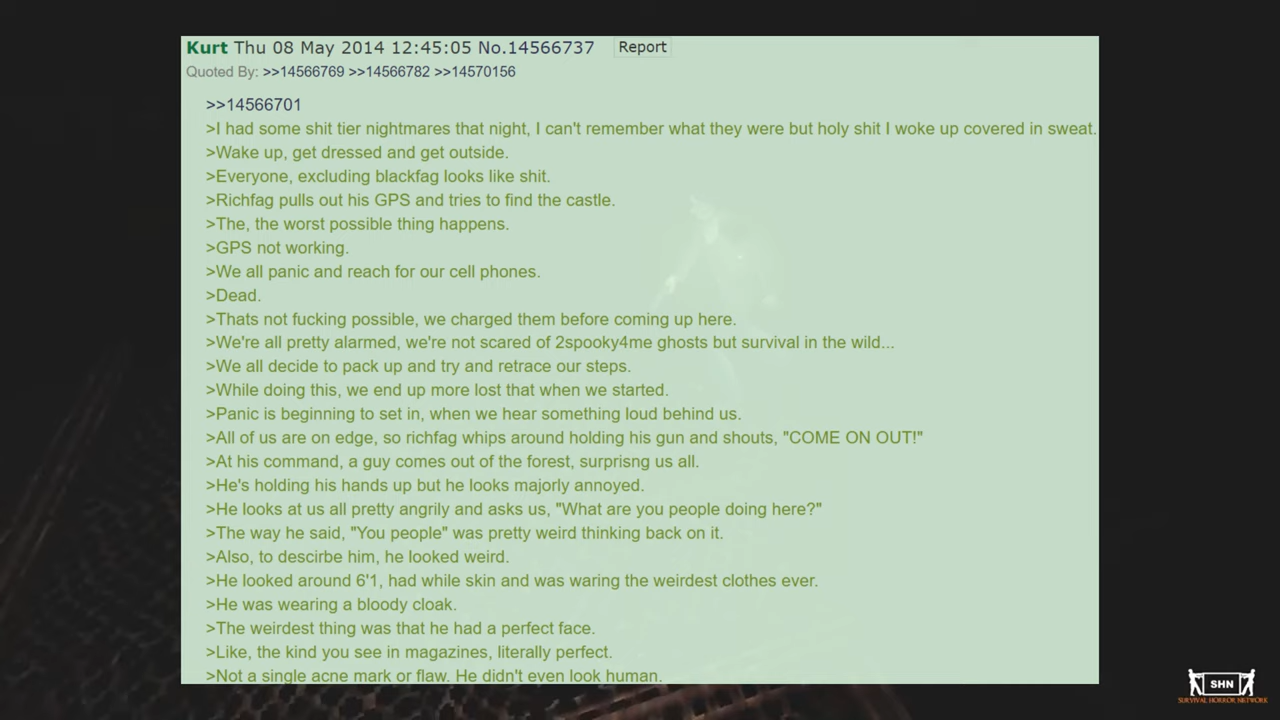 Kurt Thu 08 May 2014 12:45:05 No.14566737 Report
Quoted By: >>14566769 >>14566782 >>14570156
>>14566701
>I had some shit tier nightmares that night, I can't remember what they were but holy shit I woke up covered in sweat.
>Wake up, get dressed and get outside.
>Everyone, excluding blackfag looks like shit.
>Richfag pulls out his GPS and tries to find the castle.
>The, the worst possible thing happens.
>GPS not working.
>We all panic and reach for our cell phones.
>Dead.
>Thats not fucking possible, we charged them before coming up here.
>We're all pretty alarmed, we're not scared of 2spooky4me ghosts but survival in the wild...
>We all decide to pack up and try and retrace our steps.
>While doing this, we end up more lost that when we started.
>Panic is beginning to set in, when we hear something loud behind us.
>All of us are on edge, so richfag whips around holding his gun and shouts, "COME ON OUT!"
>At his command, a guy comes out of the forest, surprisng us all.
>He's holding his hands up but he looks majorly annoyed.
>He looks at us all pretty angrily and asks us, "What are you people doing here?"
>The way he said, "You people" was pretty weird thinking back on it.
>Also, to descirbe him, he looked weird.
>He looked around 6'1, had while skin and was waring the weirdest clothes ever.
>He was wearing a bloody cloak.
>The weirdest thing was that he had a perfect face.
>Like, the kind you see in magazines, literally perfect.
>Not a single acne mark or flaw. He didn't even look human.
SHN
SURVIVAL HORROR NETWORK